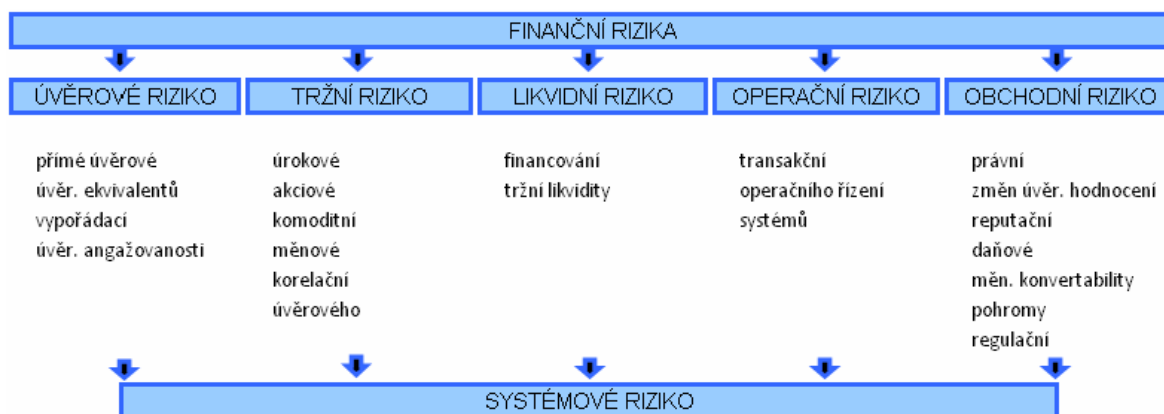 FINANČNÍ RIZIKA
ÚVĚROVÉ RIZIKO
TRŽNÍ RIZIKO
LIKVIDNÍ RIZIKO
OPERAČNÍ RIZIKO
OBCHODNÍ RIZIKO
přímé úvěrové
úvěr. ekvivalentů
vypořádací
úvěr. angažovanosti
úrokové
akciové
komoditní
měnové
korelační
úvěrového
financování
tržní likvidity
transakční
operačního řízení
systémů
právní
změn úvěr. hodnocení
reputační
daňové
měn. konvertability
pohromy
regulační
SYSTÉMOVÉ RIZIKO